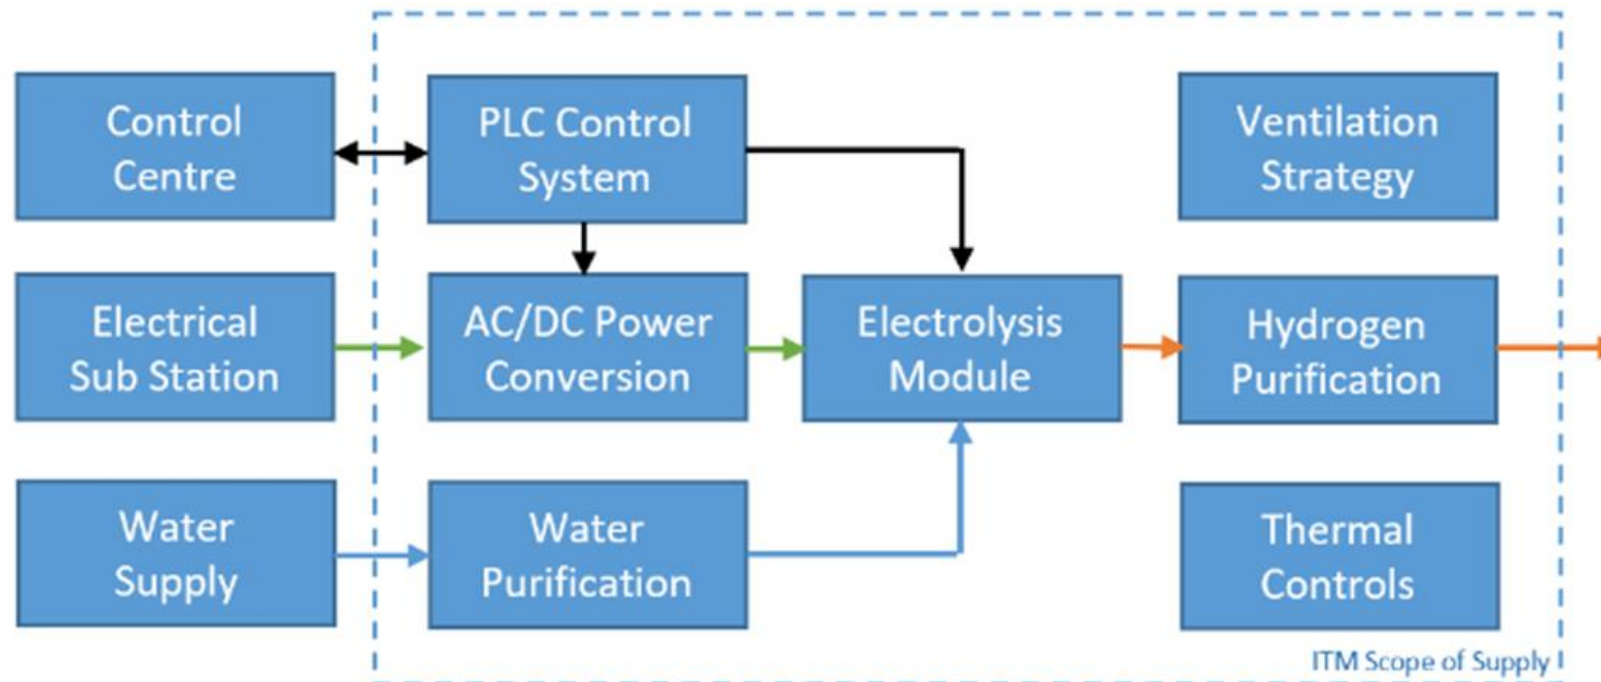 Control
Centre
PLC Control
System
Ventilation
Strategy
Electrical
Sub Station
AC/DC Power
Conversion
Electrolysis
Module
Hydrogen
Purification
Water
Supply
Water
Purification
Thermal
Controls
ITM Scope of Supply